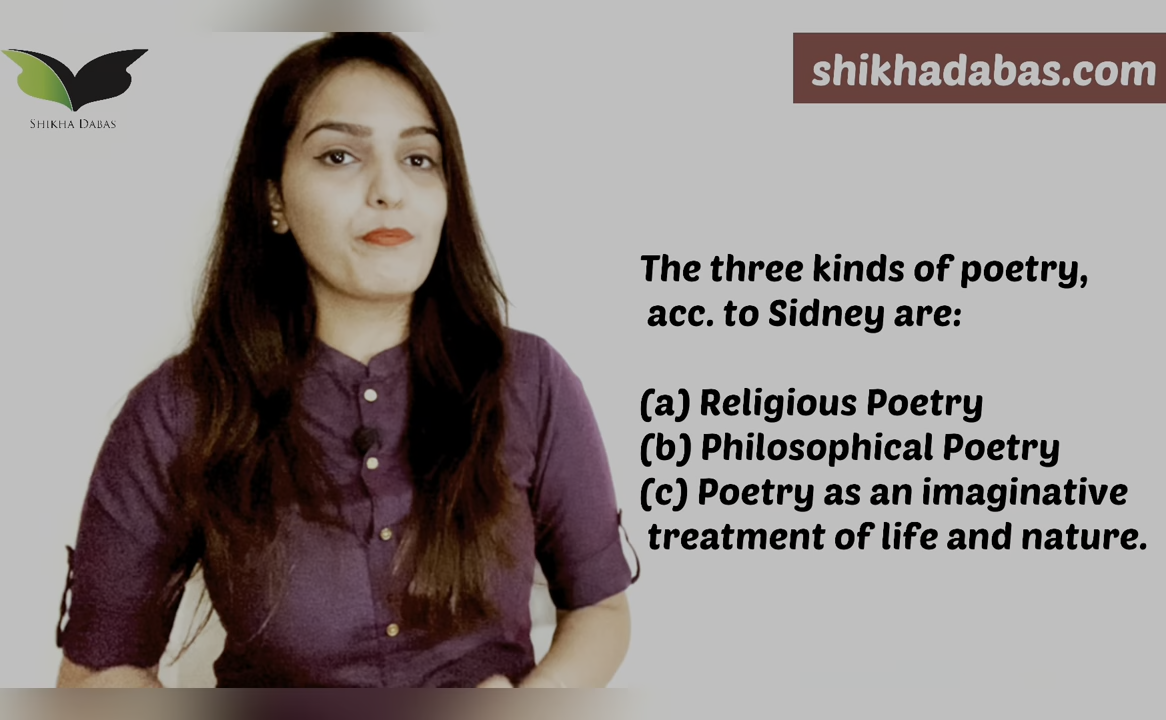 SHIKHA DABAS
shikhadabas.com
The three kinds of poetry,
acc. to Sidney are:
(a) Religious Poetry
(b) Philosophical Poetry
(c) Poetry as an imaginative
treatment of life and nature.